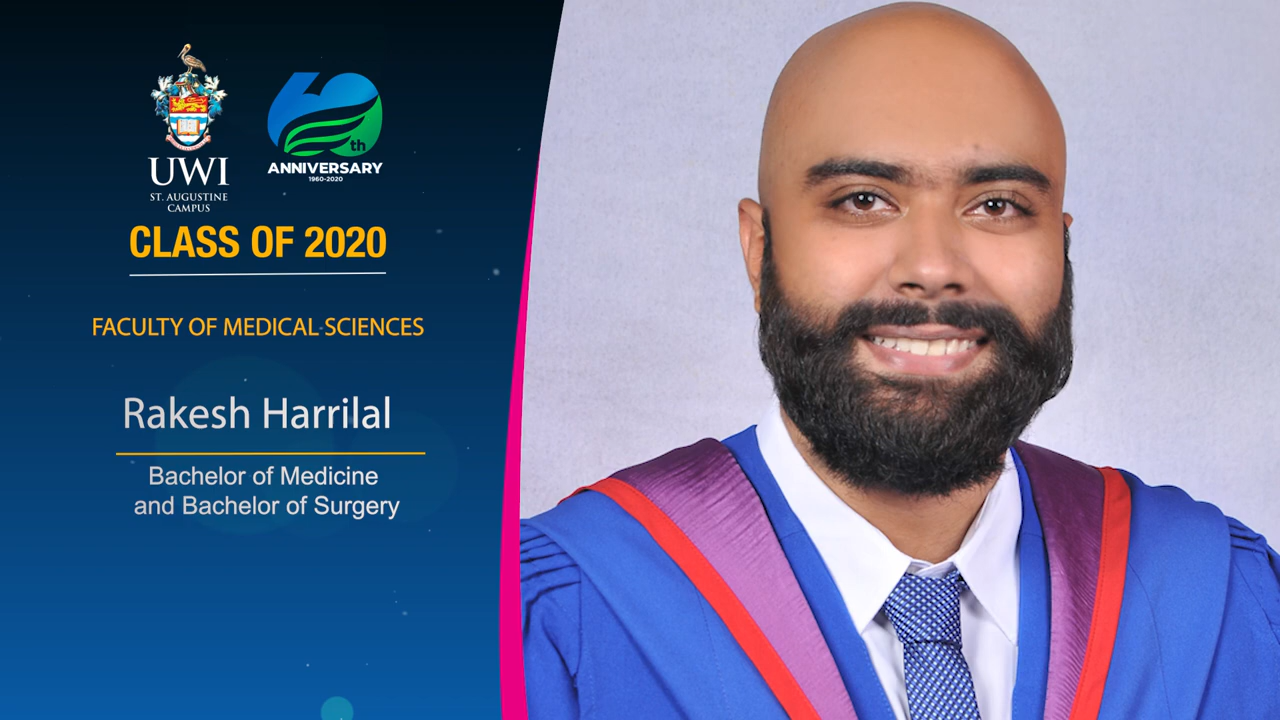 UWI
ST. AUGUSTINE
CAMPUS
60th
ANNIVERSARY
1960-2020
CLASS OF 2020
FACULTY OF MEDICAL SCIENCES
Rakesh Harrilal
Bachelor of Medicine
and Bachelor of Surgery